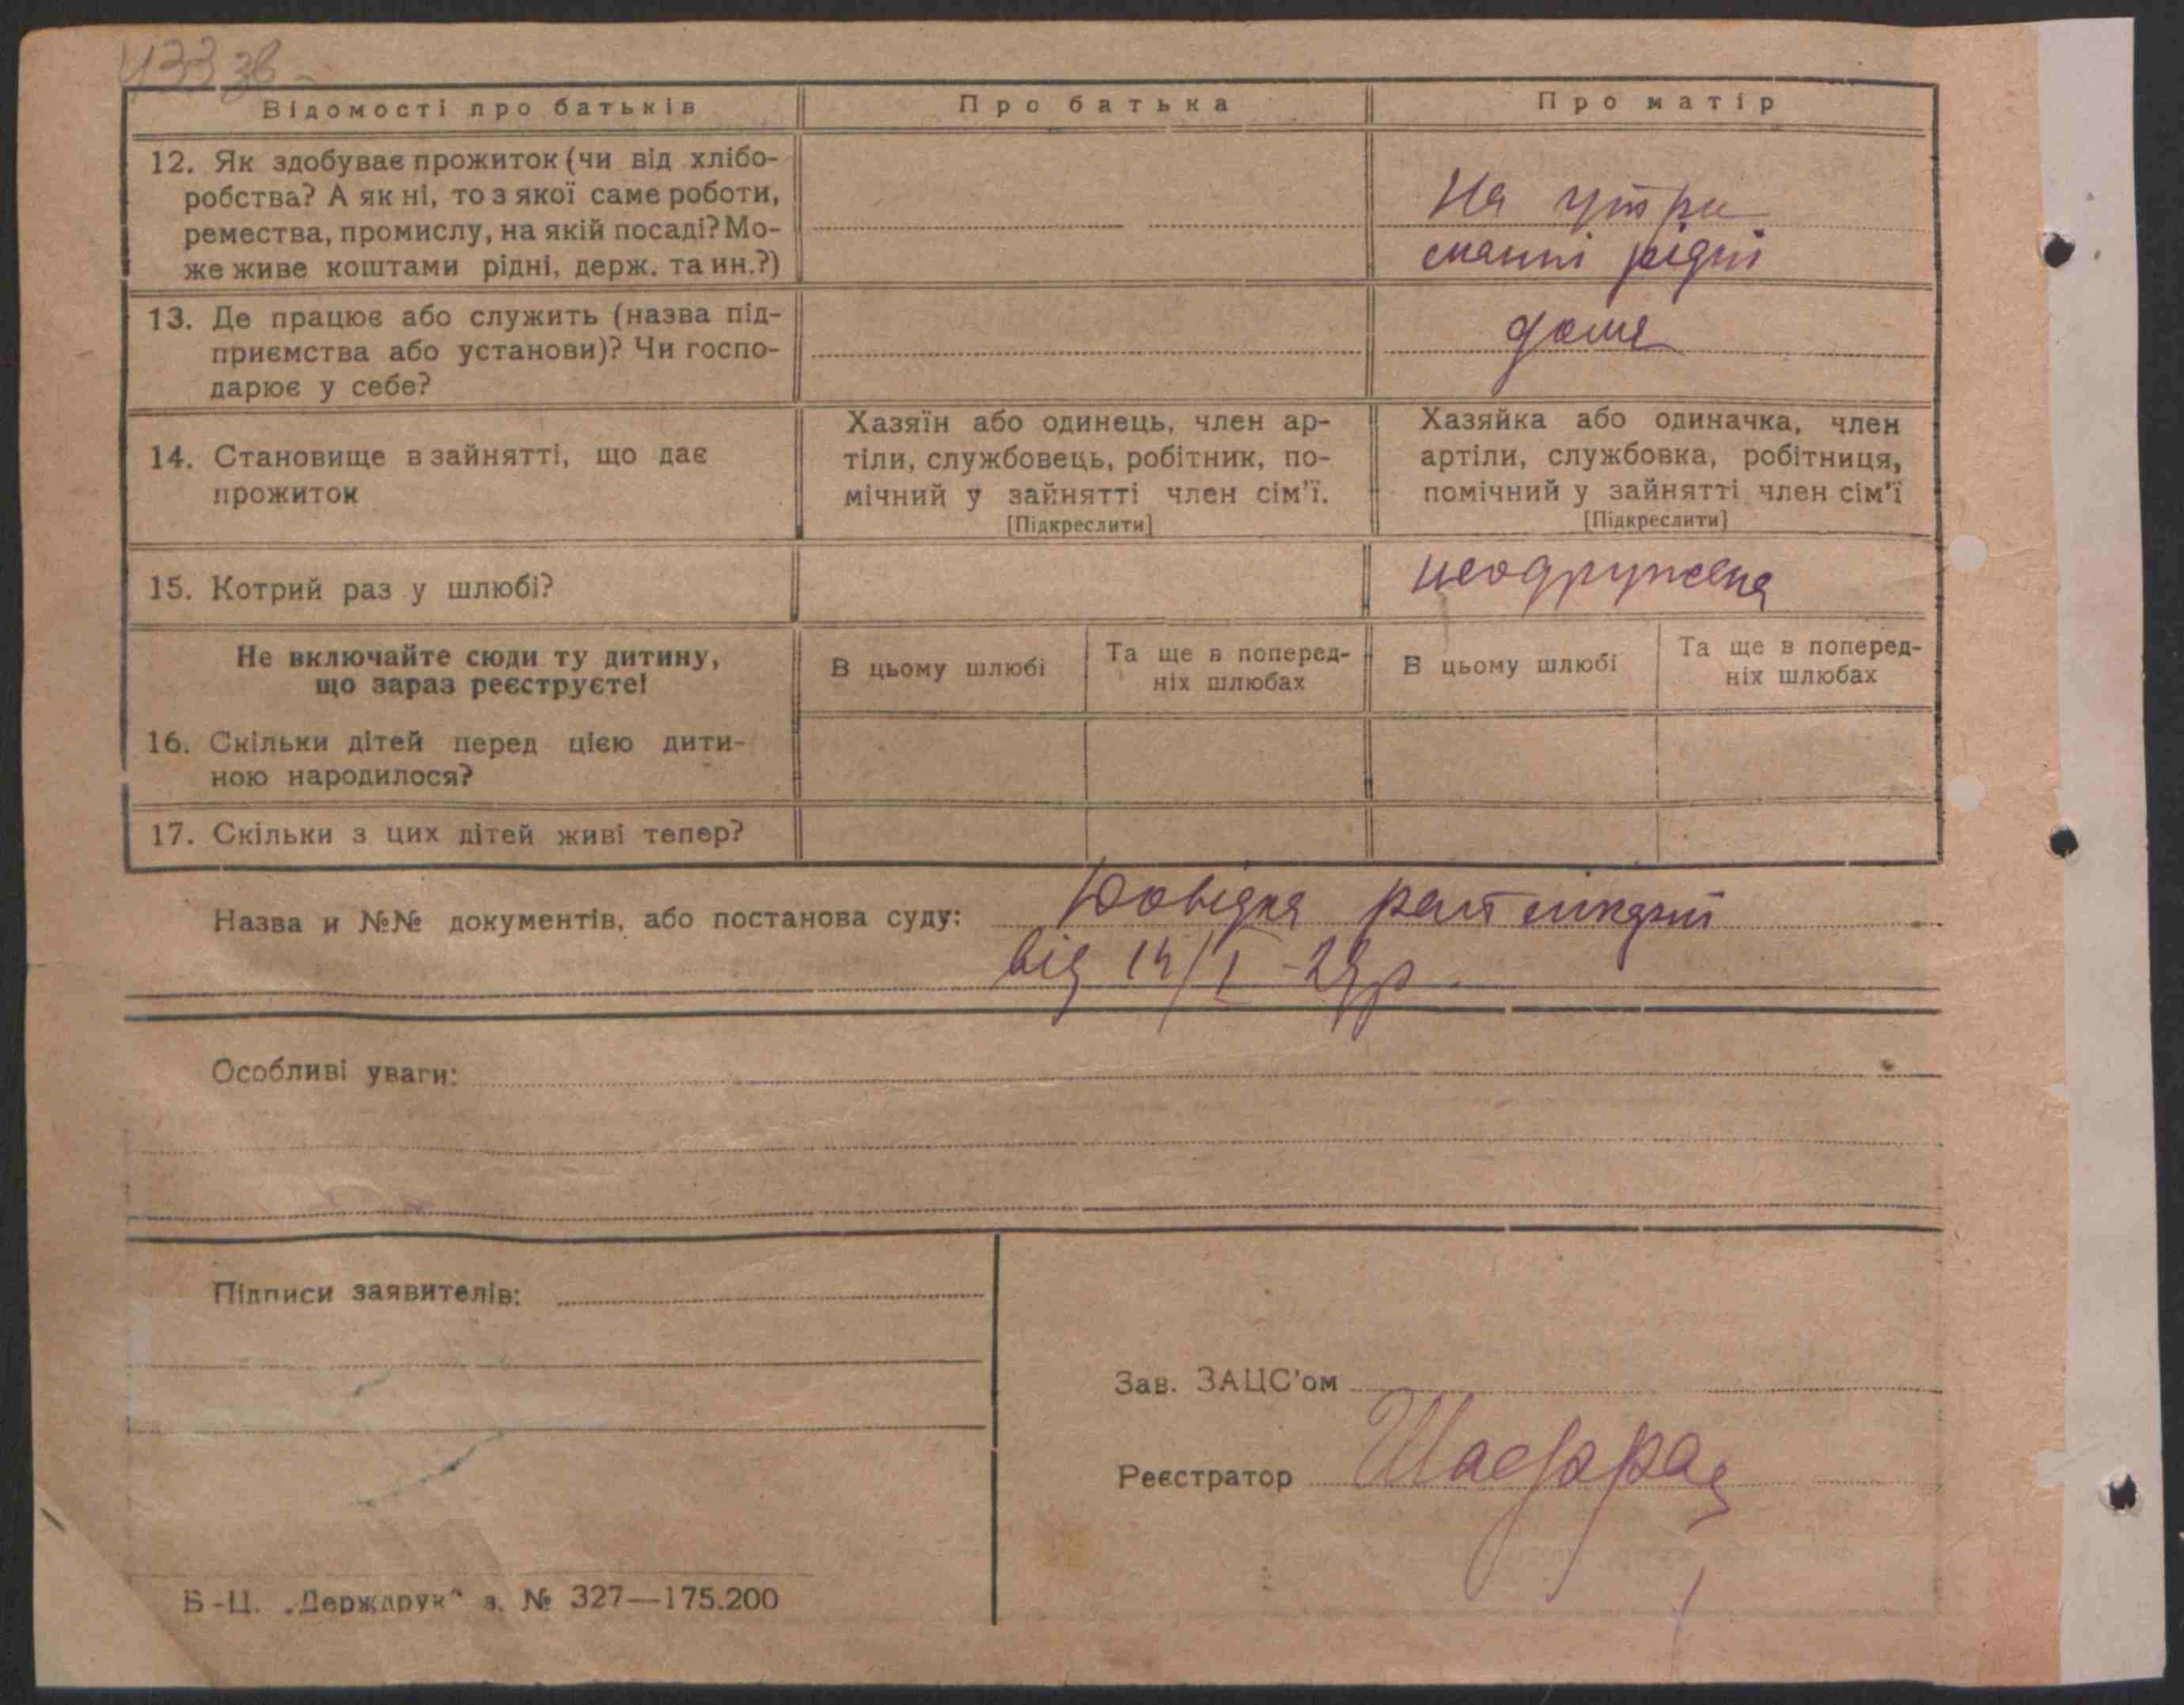 433 зв
Відомості про батьків
Про батька
Про матір
12. Як здобуває прожиток (чи від хлібо-
робства? А як ні, то з якої саме роботи,
ремества, промислу, на якій посаді? Мо-
же живе коштами рідні, держ. та ин.?)
На утри
манні рідні
13. Де працює або служить (назва під-
приємства або установи)? Чи госпо-
дарює у себе?
дома
14. Становище в зайнятті, що дає
прожиток
Хазяїн або одинець, член ар-
тіли, службовець, робітник, по-
мічний у зайнятті член сім'ї.
[Підкреслити]
Хазяйка або одиначка, член
артіли, службовка, робітниця,
помічний у зайнятті член сім'ї
[Підкреслити]
15. Котрий раз у шлюбі?
неодружена
Не включайте сюди ту дитину,
що зараз реєструєте!
В цьому шлюбі
Та ще в поперед-
ніх шлюбах
В цьому шлюбі
Та ще в поперед-
ніх шлюбах
16. Скільки дітей перед цією дити-
ною народилося?
17. Скільки з цих дітей живі тепер?
Назва и №№ документів, або постанова суду: Довідка
від 14/I-29р
Особливі уваги:
Підписи заявителів:
Зав. ЗАЦС'ом
Реєстратор
Б-Ц. „Держдрук" з. № 327—175.200